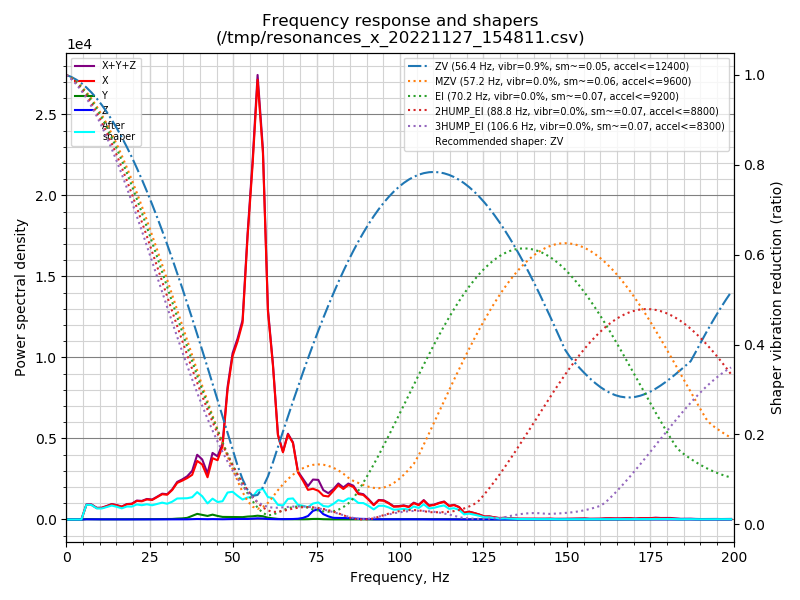 Frequency response and shapers
(/tmp/resonances_x_20221127_154811.csv)
1e4
X+Y+Z
X
Y
Z
After
shaper
ZV (56.4 Hz, vibr=0.9%, sm~=0.05, accel<=12400)
MZV (57.2 Hz, vibr=0.0%, sm~=0.06, accel<=9600)
EI (70.2 Hz, vibr=0.0%, sm~=0.07, accel<=9200)
2HUMP_EI (88.8 Hz, vibr=0.0%, sm~=0.07, accel<=8800)
3HUMP_EI (106.6 Hz, vibr=0.0%, sm~=0.07, accel<=8300)
Recommended shaper: ZV
Power spectral density
2.5
2.0
1.5
1.0
0.5
0.0
Shaper vibration reduction (ratio)
1.0
0.8
0.6
0.4
0.2
0.0
0 25 50 75 100 125 150 175 200
Frequency, Hz